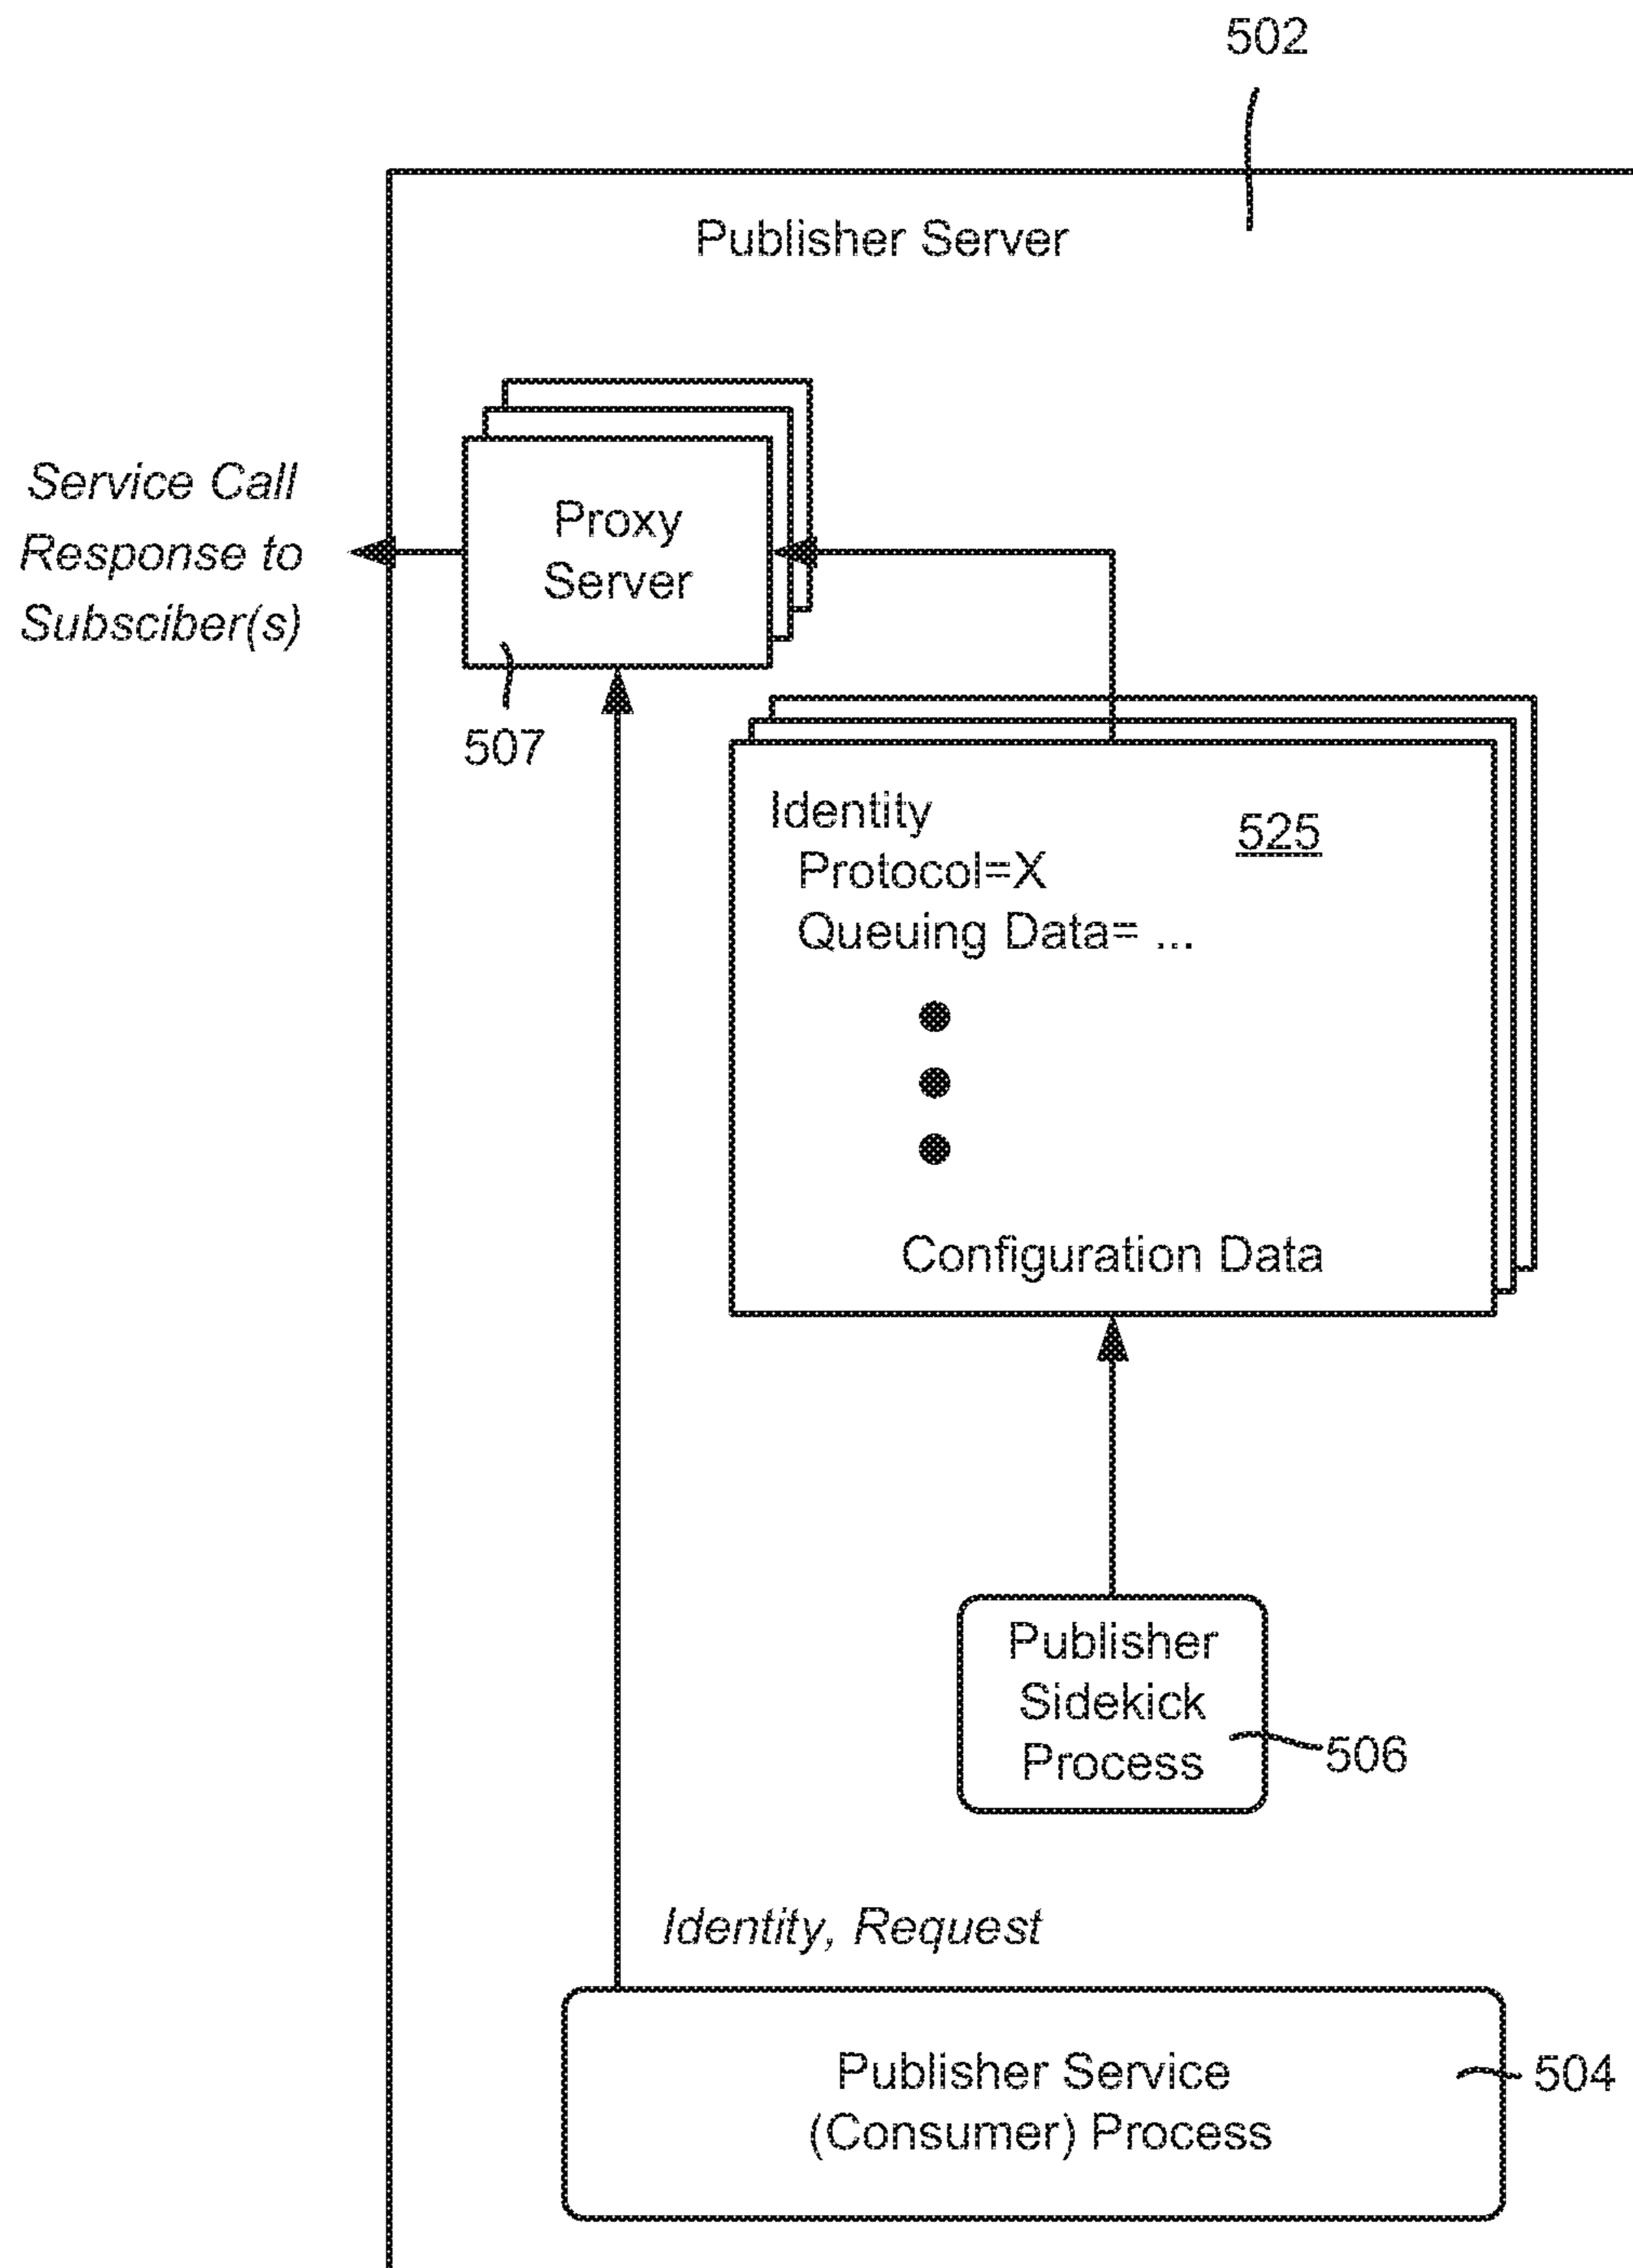 502
Publisher Server
Service Call
Response to
Subsciber(s)
Proxy
Server
507
Identity
525
Protocol=X
Queuing Data= ...
Configuration Data
Publisher
Sidekick
Process
506
Identity, Request
Publisher Service
(Consumer) Process
504